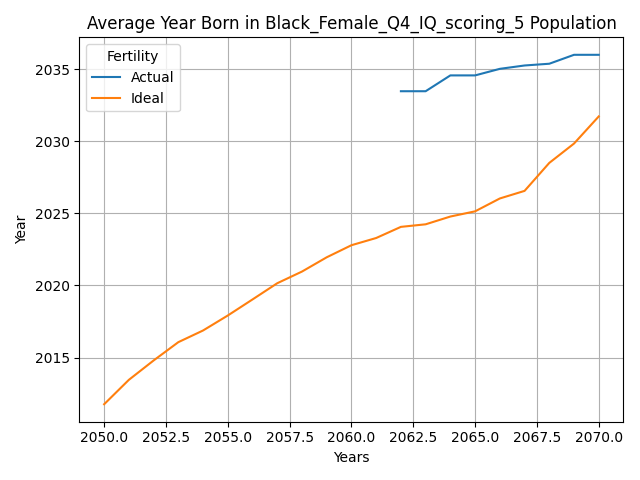 Average Year Born in Black_Female_Q4_IQ_scoring_5 Population
Fertility
Actual
Ideal
2035
2030
2025
2020
2015
Year
2050.0 2052.5 2055.0 2057.5 2060.0 2062.5 2065.0 2067.5 2070.0
Years